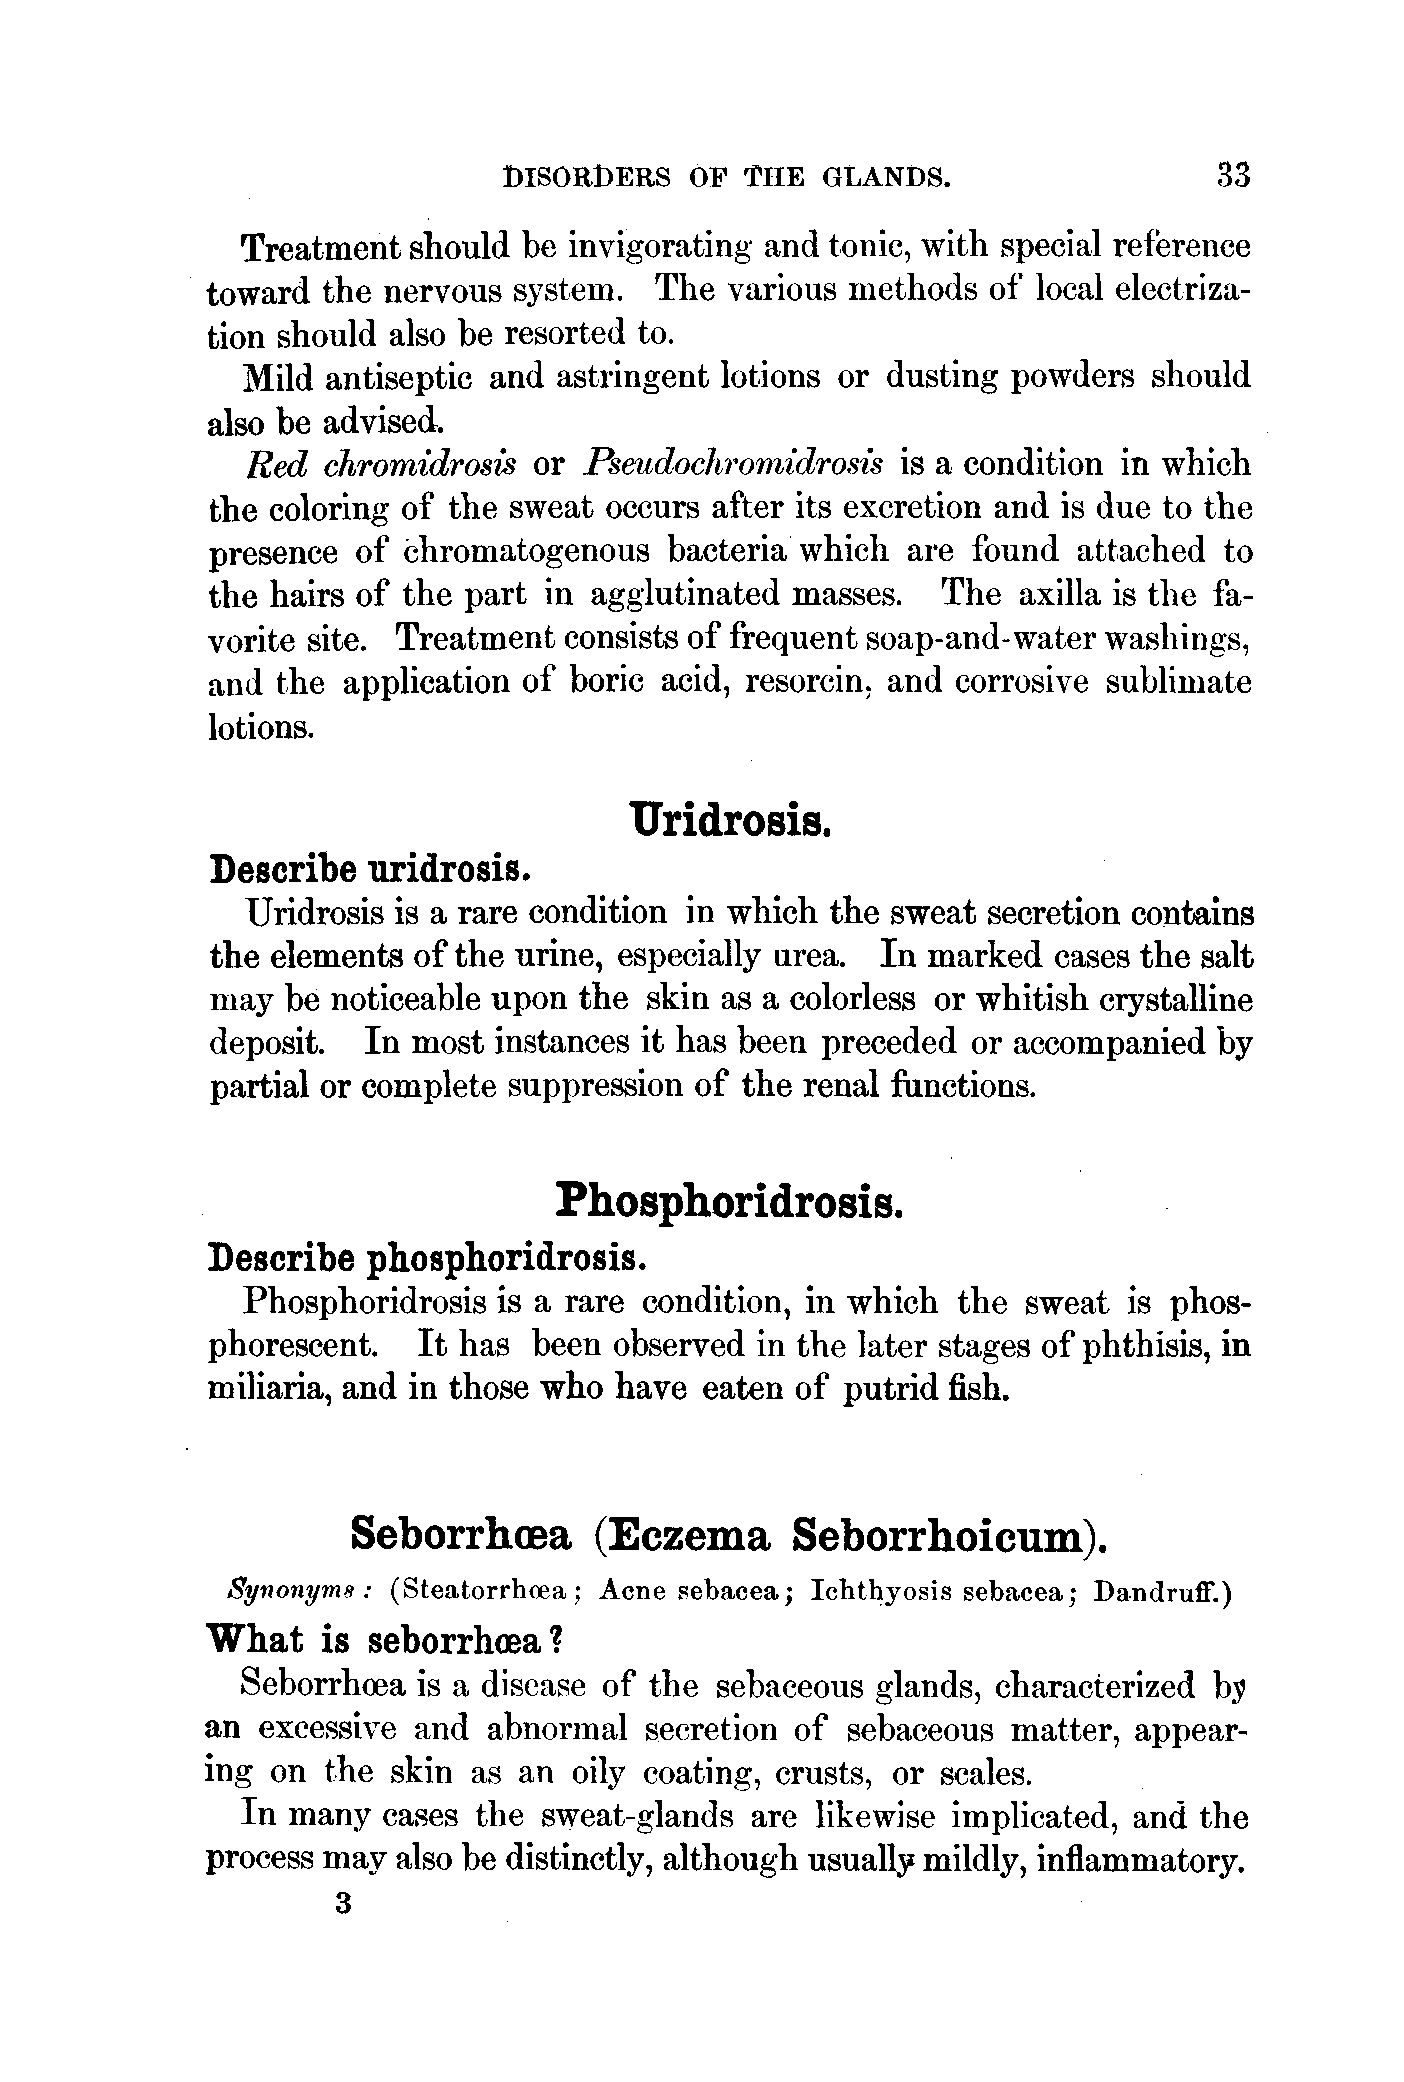 DISORDERS OF THE GLANDS. 33
Treatment should be invigorating and tonic, with special reference
toward the nervous system. The various methods of local electriza-
tion should also be resorted to.
Mild antiseptic and astringent lotions or dusting powders should
also be advised.
Red chromidrosis or Pseudochromidrosis is a condition in which
the coloring of the sweat occurs after its excretion and is due to the
presence of chromatogenous bacteria which are found attached to
the hairs of the part in agglutinated masses. The axilla is the fa-
vorite site. Treatment consists of frequent soap-and-water washings,
and the application of boric acid, resorcin, and corrosive sublimate
lotions.
Uridrosis.
Describe uridrosis.
Uridrosis is a rare condition in which the sweat secretion contains
the elements of the urine, especially urea. In marked cases the salt
may be noticeable upon the skin as a colorless or whitish crystalline
deposit. In most instances it has been preceded or accompanied by
partial or complete suppression of the renal functions.
Phosphoridrosis.
Describe phosphoridrosis.
Phosphoridrosis is a rare condition, in which the sweat is phos-
phorescent. It has been observed in the later stages of phthisis, in
miliaria, and in those who have eaten of putrid fish.
Seborrhœa (Eczema Seborrhoicum).
Synonyms: (Steatorrhœa; Acne sebacea; Ichthyosis sebacea; Dandruff.)
What is seborrhœa?
Seborrhœa is a disease of the sebaceous glands, characterized by
an excessive and abnormal secretion of sebaceous matter, appear-
ing on the skin as an oily coating, crusts, or scales.
In many cases the sweat-glands are likewise implicated, and the
process may also be distinctly, although usually mildly, inflammatory.
3